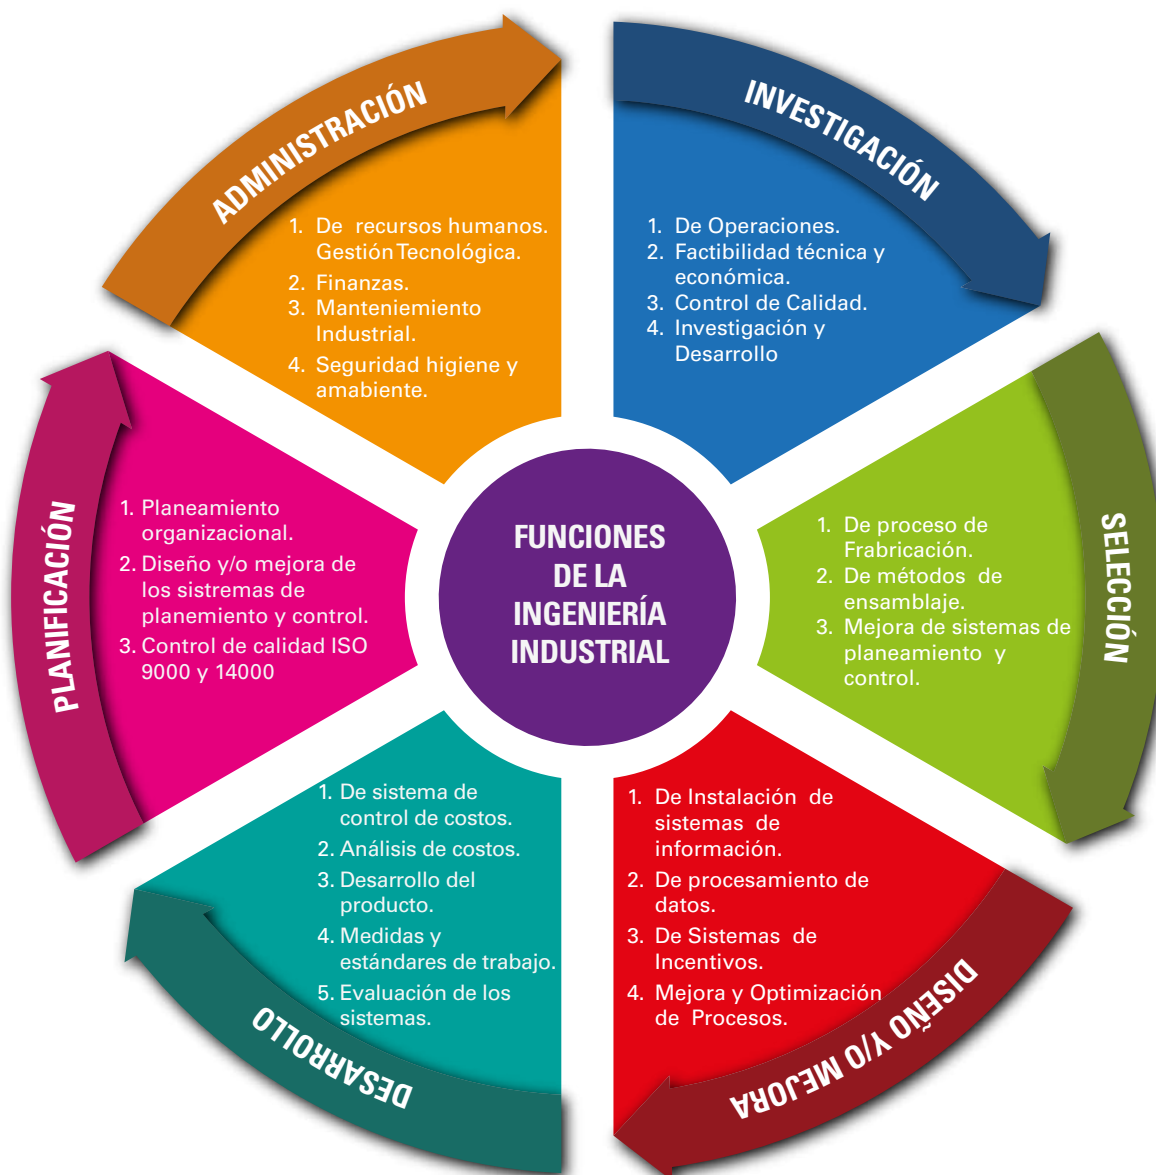 FUNCIONES
DE LA
INGENIERÍA
INDUSTRIAL
INVESTIGACIÓN
1. De Operaciones.
2. Factibilidad técnica y
económica.
3. Control de Calidad.
4. Investigación y
Desarrollo
SELECCIÓN
1. De proceso de
Frabricación.
2. De métodos de
ensamblaje.
3. Mejora de sistemas de
planeamiento y
control.
DISEÑO Y/O MEJORA
1. De Instalación de
sistemas de
información.
2. De procesamiento de
datos.
3. De Sistemas de
Incentivos.
4. Mejora y Optimización
de Procesos.
DESARROLLO
1. De sistema de
control de costos.
2. Análisis de costos.
3. Desarrollo del
producto.
4. Medidas y
estándares de trabajo.
5. Evaluación de los
sistemas.
PLANIFICACIÓN
1. Planeamiento
organizacional.
2. Diseño y/o mejora de
los sistremas de
planemiento y control.
3. Control de calidad ISO
9000 y 14000
ADMINISTRACIÓN
1. De recursos humanos.
Gestión Tecnológica.
2. Finanzas.
3. Manteniemiento
Industrial.
4. Seguridad higiene y
amabiente.